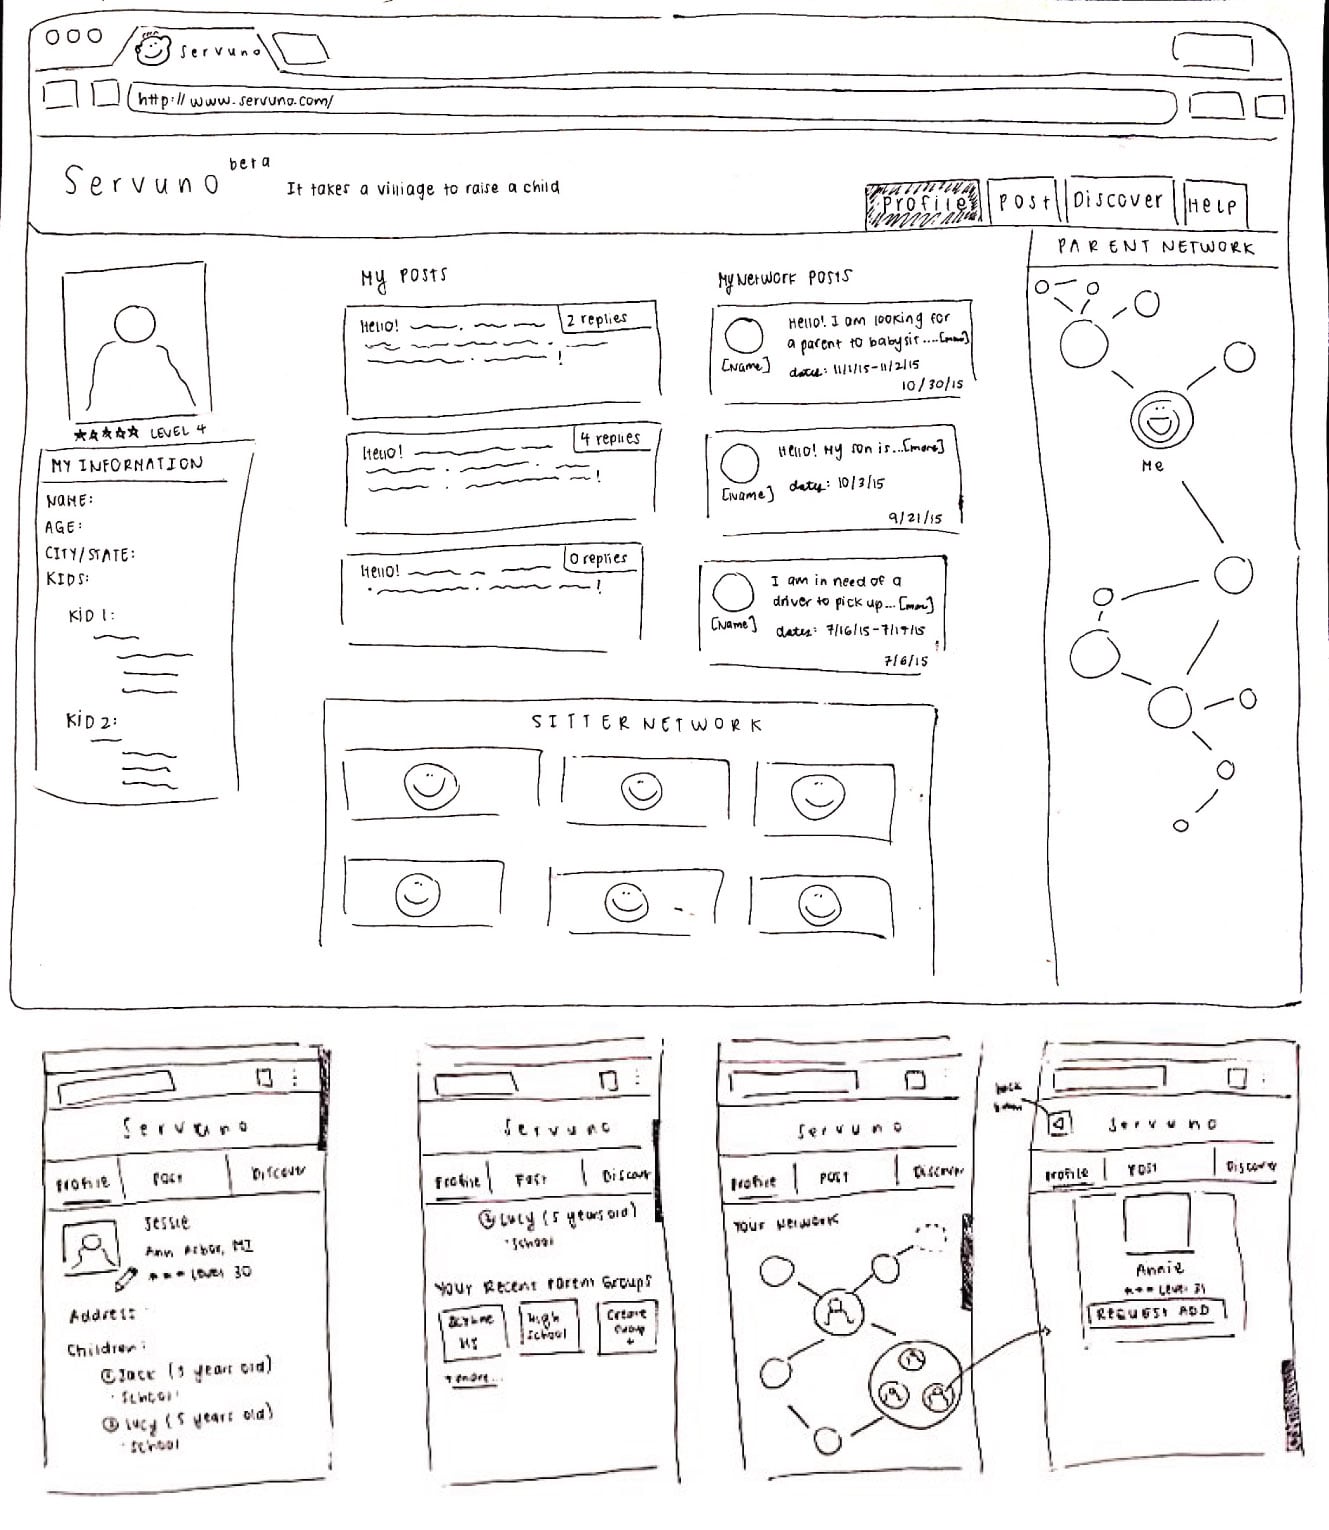 servuno
http://www.servuno.com/
Servuno beta
It takes a village to raise a child
Profile
Post
Discover
Help
PARENT NETWORK
Me
LEVEL 4
MY INFORMATION
NAME:
AGE:
CITY/STATE:
KIDS:
KID 1:
KID 2:
MY POSTS
Hello!
2 replies
Hello!
4 replies
Hello!
0 replies
My Network Posts
Hello! I am looking for
a parent to babysit....[more]
[Name]
dates: 11/1/15-11/2/15
10/30/15
Hello! My son is...[more]
[Name]
dates: 10/3/15
9/21/15
I am in need of a
driver to pick up...[more]
[Name]
dates: 7/16/15-7/19/15
7/6/15
SITTER NETWORK
Servuno
Profile
Post
Discover
Jessie
Ann Arbor, MI
Level 30
Address:
Children:
① Jack (9 years old)
· School
② Lucy (5 years old)
· School
Servuno
Profile
Post
Discover
② Lucy (5 years old)
· School
Your Recent Parent Groups
High
School
Create
Group
+
+ more...
Servuno
Profile
Post
Discover
Your Network
back
button
Servuno
Profile
Post
Discover
Annie
Level 31
REQUEST ADD